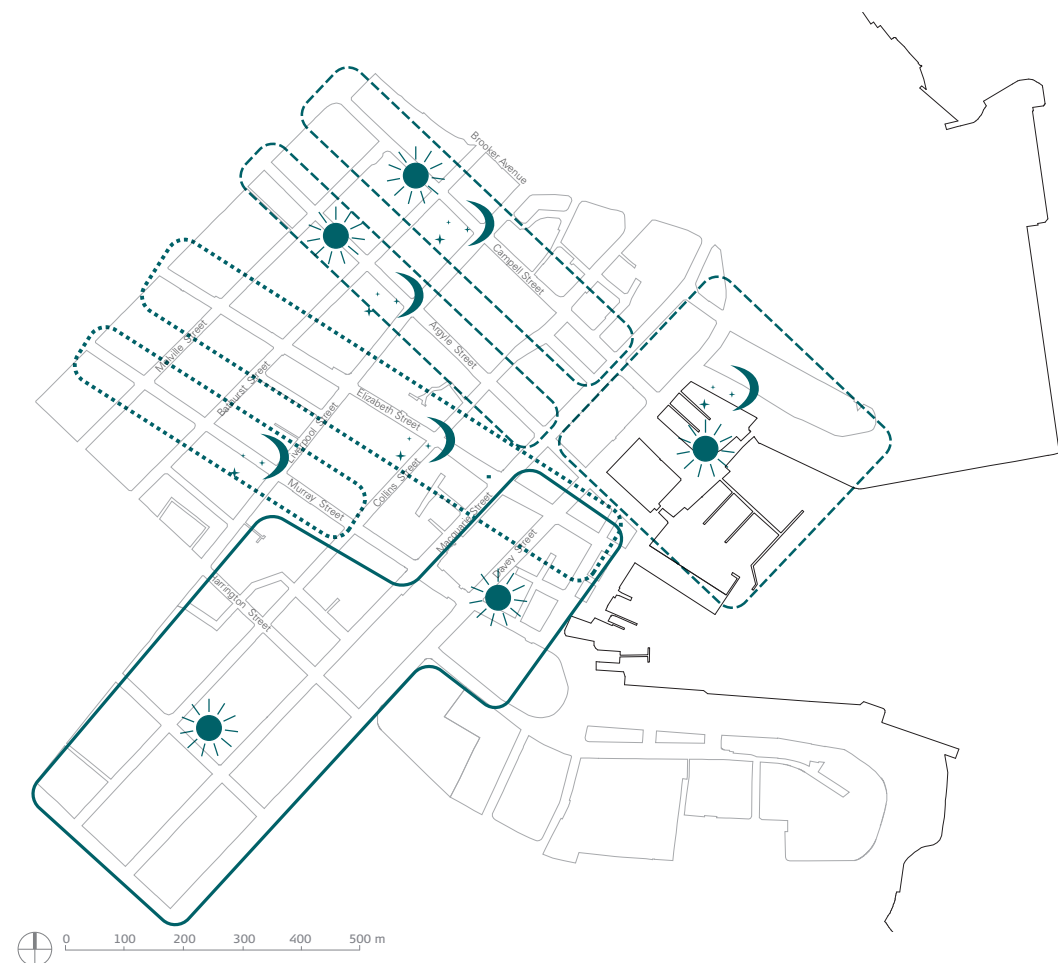 Brooker Avenue
Campell Street
Argyle Street
Melville Street
Bathurst Street
Elizabeth Street
Liverpool Street
Collins Street
Murray Street
Macquarie Street
Davey Street
Harrington Street
0 100 200 300 400 500 m